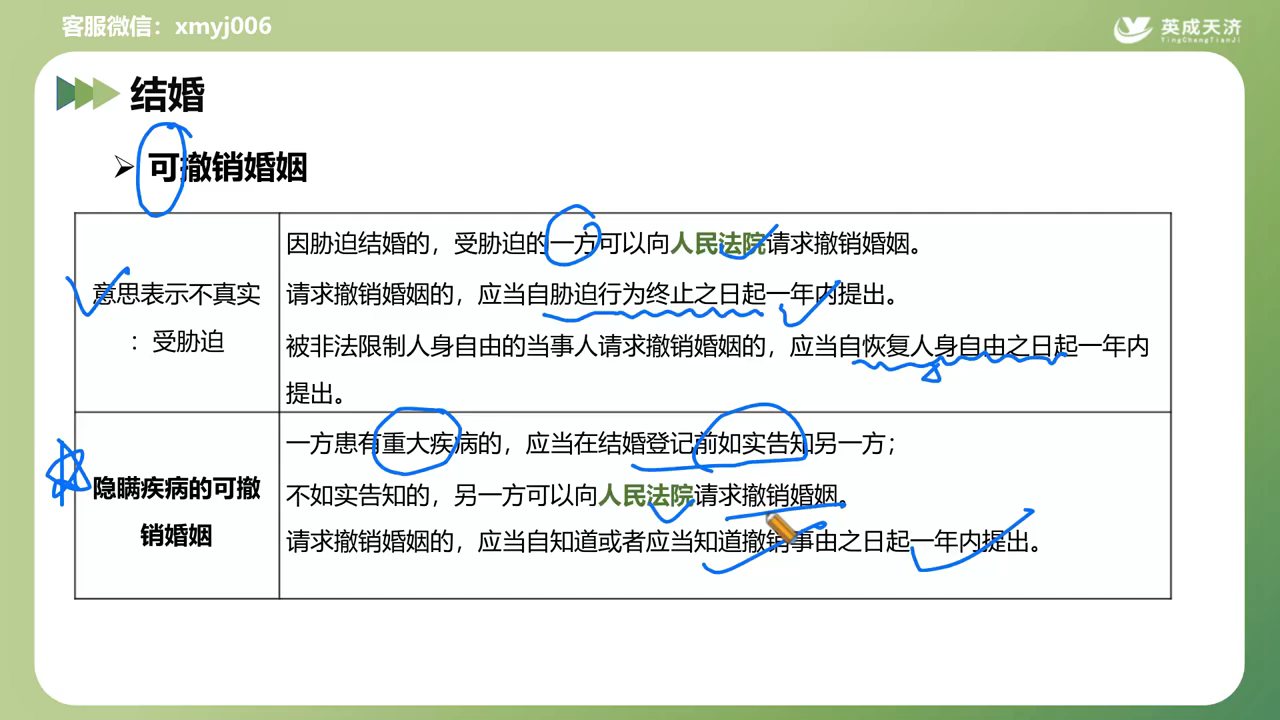 客服微信：xmyj006
英成天济
YingChengTianJi
结婚
可撤销婚姻
意思表示不真实
：受胁迫
因胁迫结婚的，受胁迫的一方可以向人民法院请求撤销婚姻。
请求撤销婚姻的，应当自胁迫行为终止之日起一年内提出。
被非法限制人身自由的当事人请求撤销婚姻的，应当自恢复人身自由之日起一年内
提出。
隐瞒疾病的可撤
销婚姻
一方患有重大疾病的，应当在结婚登记前如实告知另一方；
不如实告知的，另一方可以向人民法院请求撤销婚姻。
请求撤销婚姻的，应当自知道或者应当知道撤销事由之日起一年内提出。